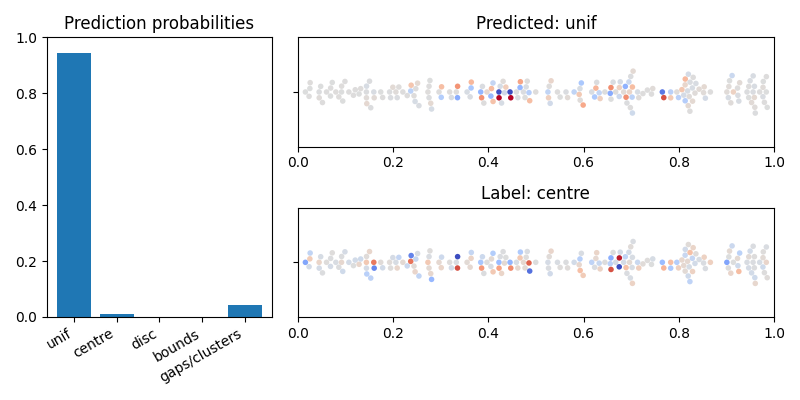 Prediction probabilities
1.0
0.8
0.6
0.4
0.2
0.0
unif
centre
disc
bounds
gaps/clusters
Predicted: unif
0.0 0.2 0.4 0.6 0.8 1.0
Label: centre
0.0 0.2 0.4 0.6 0.8 1.0